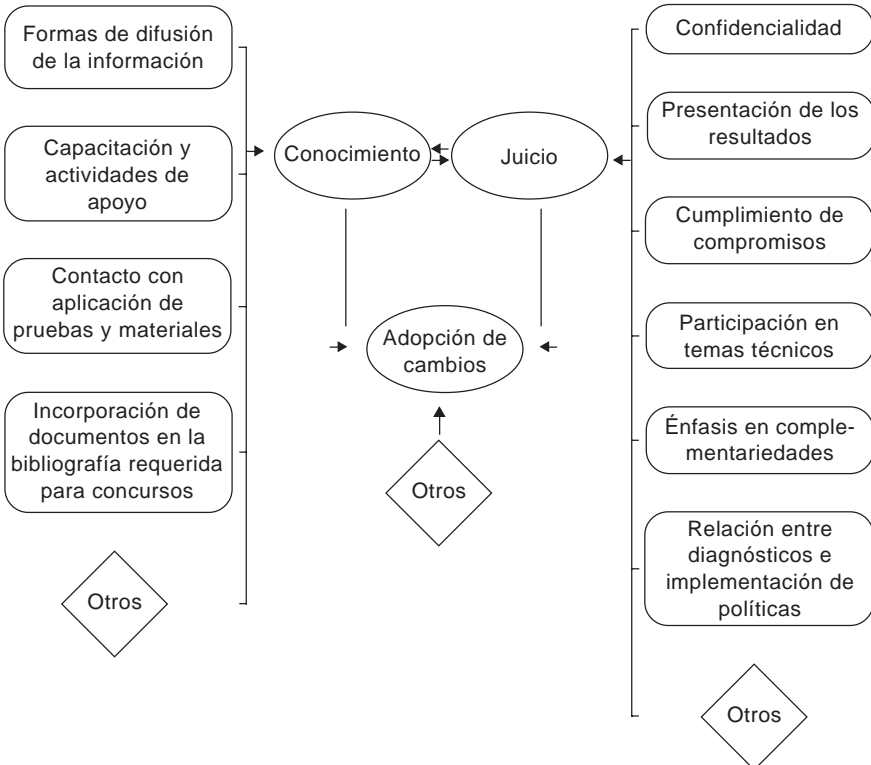 Formas de difusión
de la información
Capacitación y
actividades de
apoyo
Contacto con
aplicación de
pruebas y materiales
Incorporación de
documentos en la
bibliografía requerida
para concursos
Otros
Conocimiento
Juicio
Adopción de
cambios
Otros
Confidencialidad
Presentación de los
resultados
Cumplimiento de
compromisos
Participación en
temas técnicos
Énfasis en comple-
mentariedades
Relación entre
diagnósticos e
implementación de
políticas
Otros